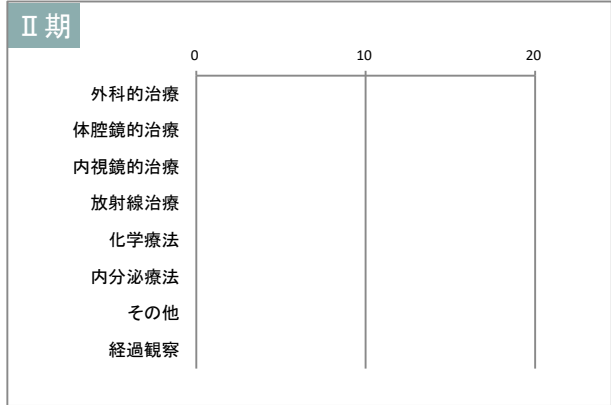 Ⅱ期
0 10 20
外科的治療
体腔鏡的治療
内視鏡的治療
放射線治療
化学療法
内分泌療法
その他
経過観察